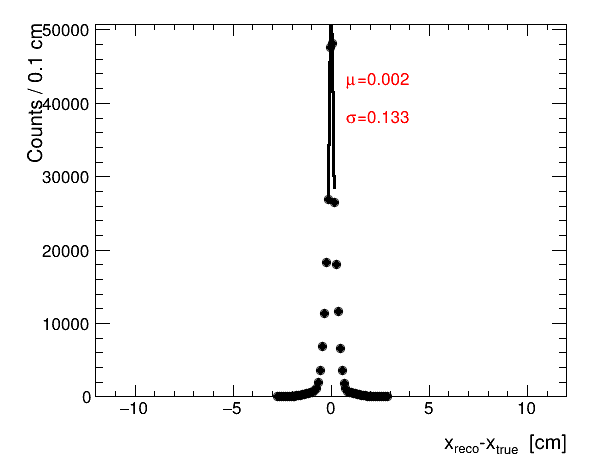 Counts / 0.1 cm
50000
40000
30000
20000
10000
0
μ=0.002
σ=0.133
−10 −5 0 5 10
x_reco-x_true [cm]